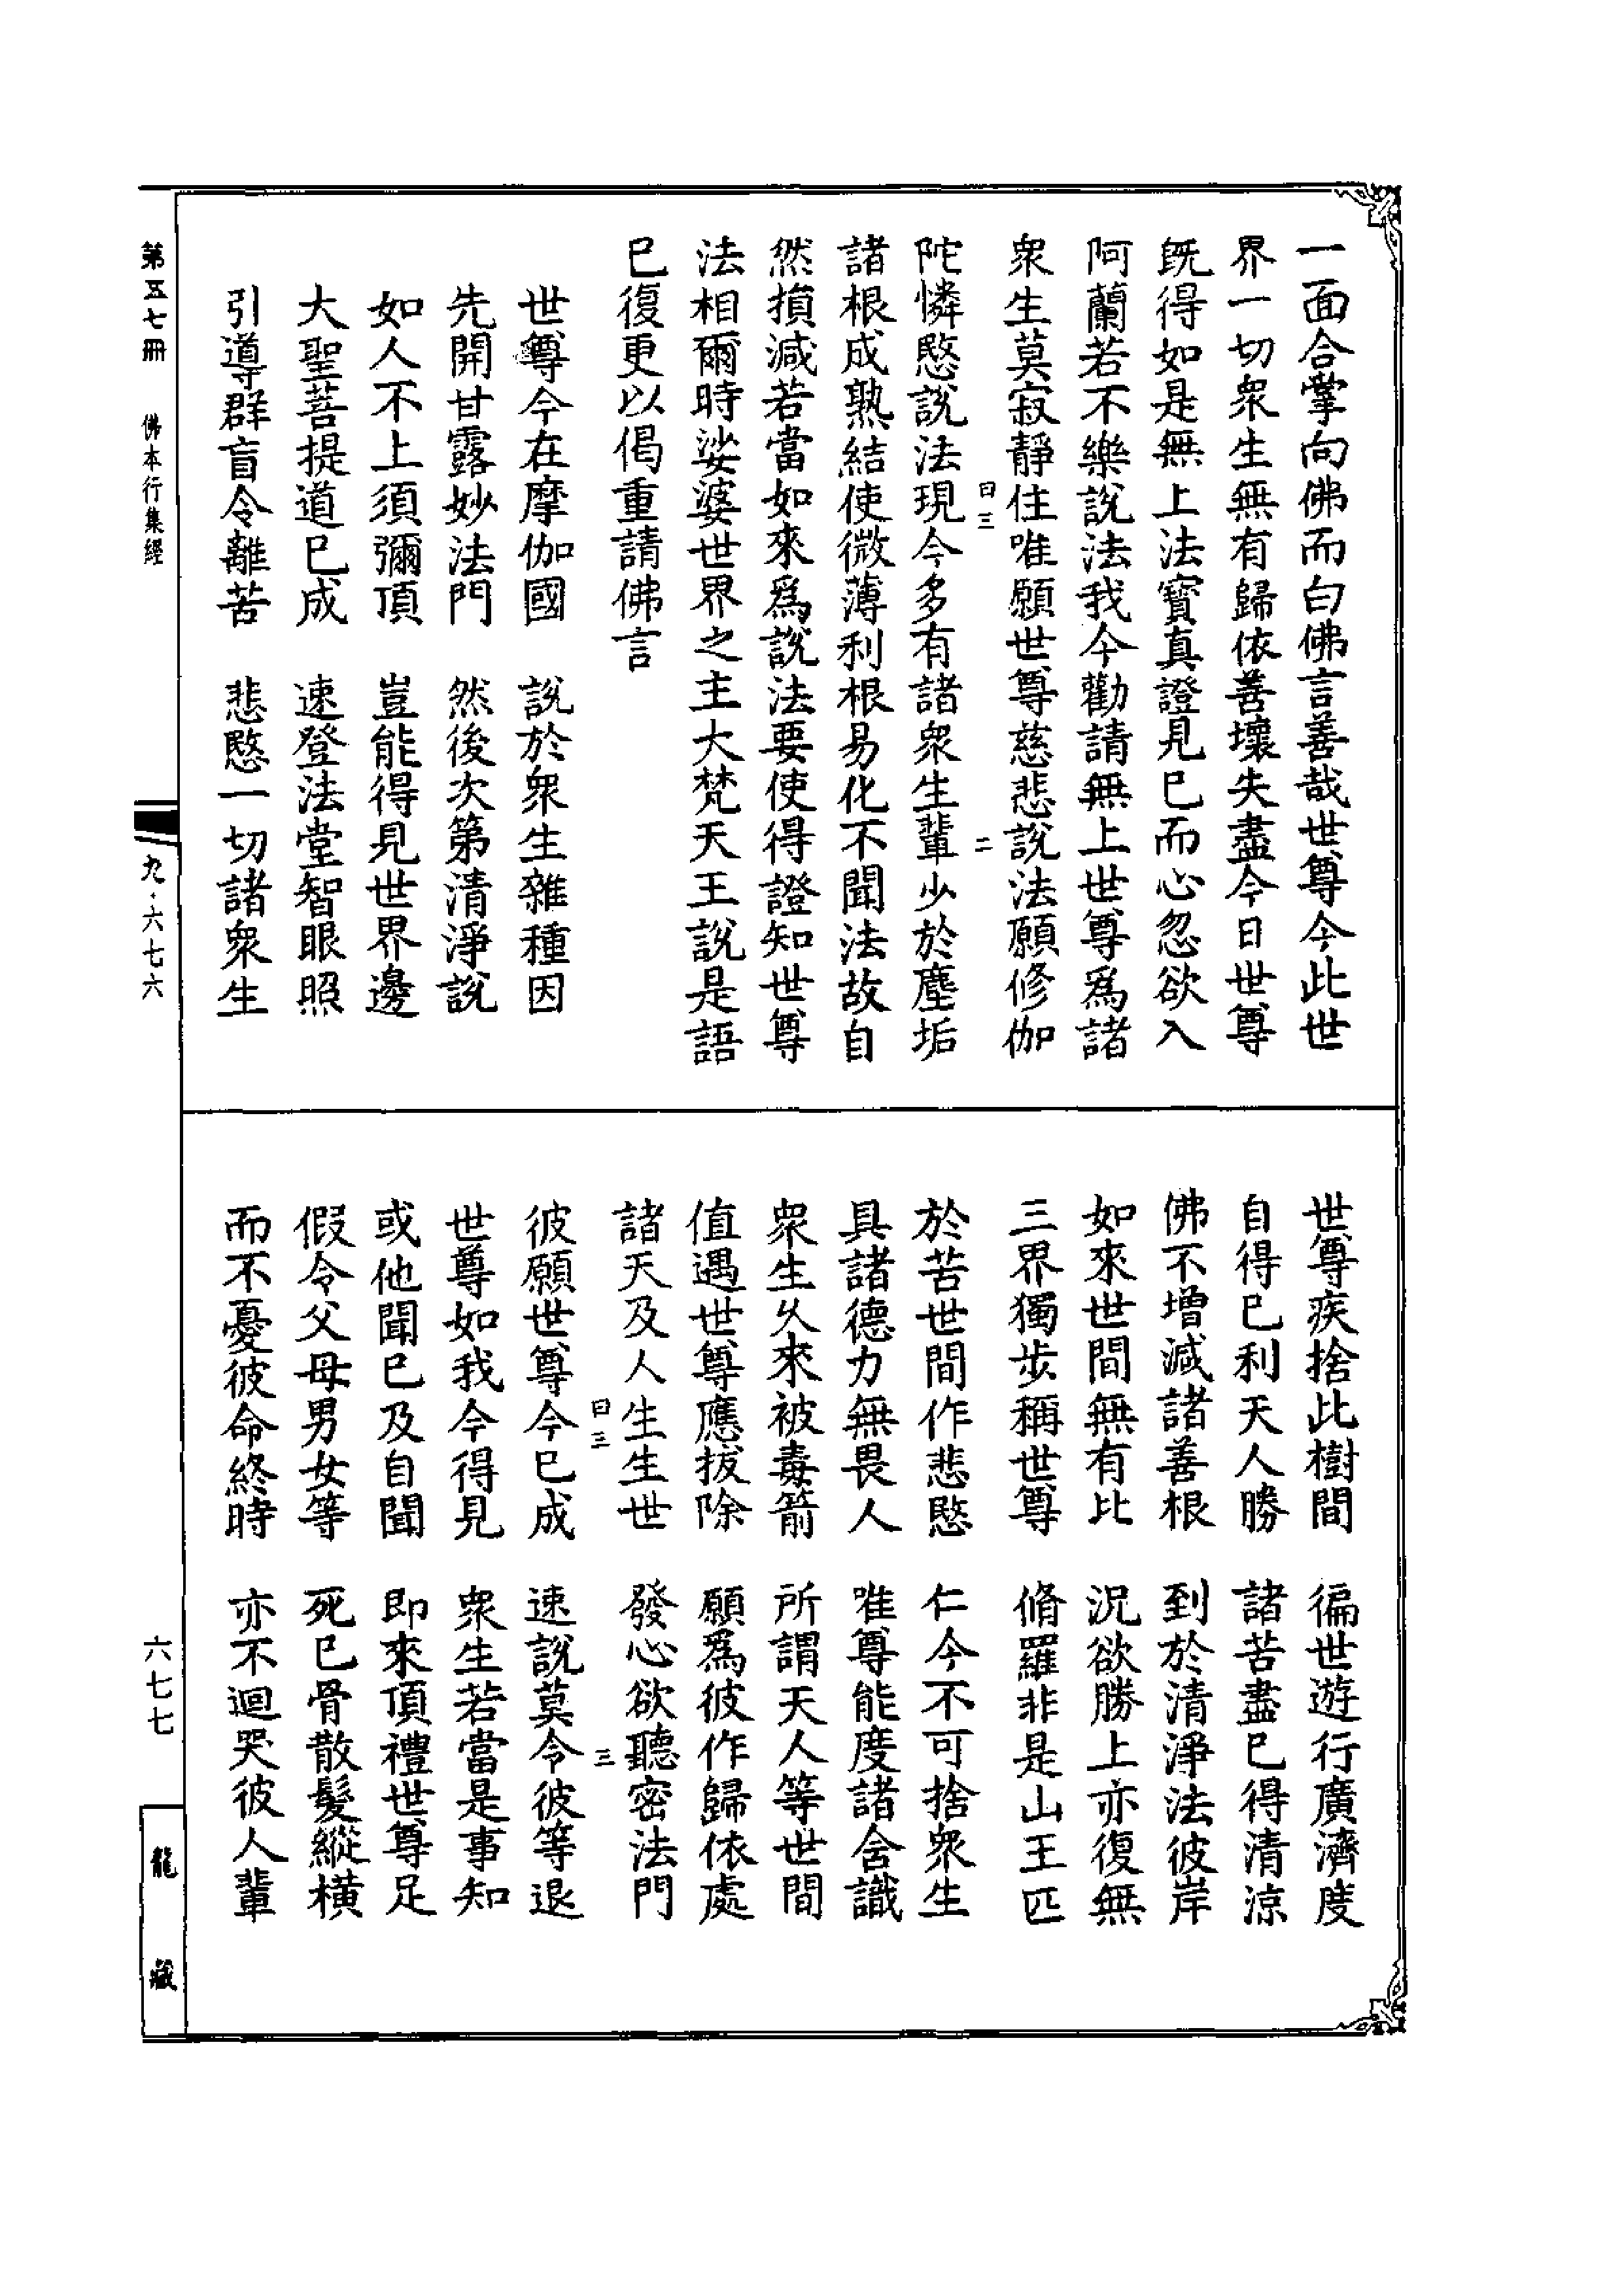 一面合掌向佛而白佛言善哉世尊今此世
界一切衆生無有歸依善壞失盡今日世尊
旣得如是無上法寶真證見已而心忽欲入
阿蘭若不樂說法我今勸請無上世尊爲諸
衆生莫寂靜住唯願世尊慈悲說法願修伽
曰三 二
陀憐愍說法現今多有諸衆生輩少於塵垢
諸根成熟結使微薄利根易化不聞法故自
然損減若當如來爲說法要使得證知世尊
法相爾時娑婆世界之主大梵天王說是語
已復更以偈重請佛言
世尊今在摩伽國 說於衆生雜種因
先開甘露妙法門 然後次第清淨說
如人不上須彌頂 豈能得見世界邊
大聖菩提道已成 速登法堂智眼照
引導群盲令離苦 悲愍一切諸衆生
世尊疾捨此樹間 徧世遊行廣濟度
自得已利天人勝 諸苦盡已得清涼
佛不增減諸善根 到於清淨法彼岸
如來世間無有比 況欲勝上亦復無
三界獨步稱世尊 脩羅非是山王匹
於苦世間作悲愍 仁今不可捨衆生
具諸德力無畏人 唯尊能度諸含識
衆生久來被毒箭 所謂天人等世間
值遇世尊應拔除 願爲彼作歸依處
諸天及人生生世 發心欲聽密法門
曰三 三
彼願世尊今已成 速說莫令彼等退
世尊如我今得見 衆生若當是事知
或他聞已及自聞 即來頂禮世尊足
假令父母男女等 死已骨散髮縱橫
而不憂彼命終時 亦不迴哭彼人輩
第五七冊 佛本行集經
九·六七六
六七七
龍藏